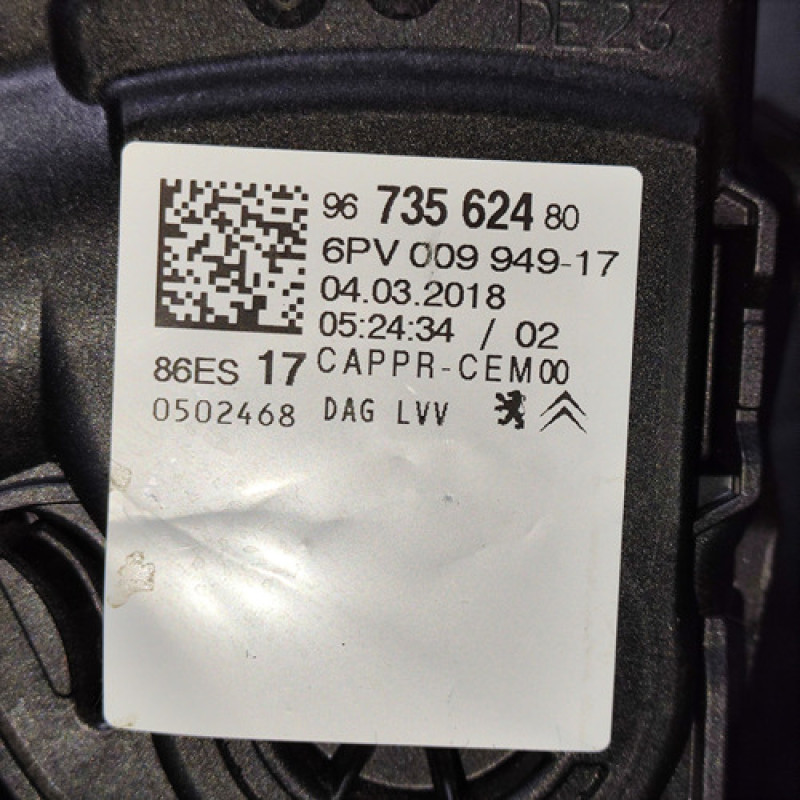 DE23
96 735 624 80
6PV 009 949-17
04.03.2018
05:24:34 / 02
86ES 17 CAPPR-CEM00
0502468 DAG LVV